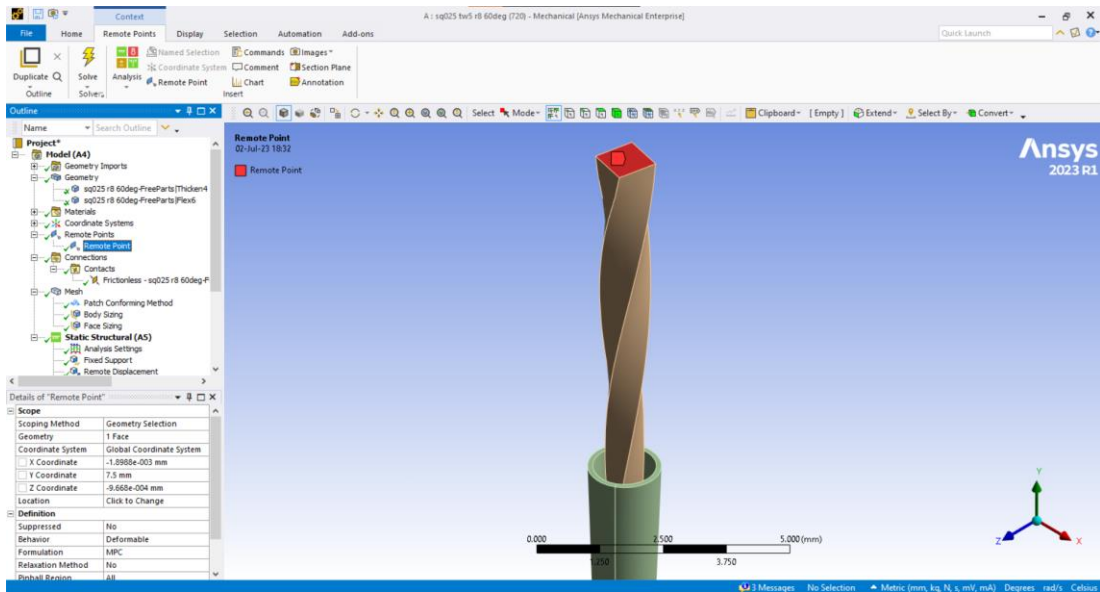 Context
A : sq025 tw5 r8 60deg (720) - Mechanical [Ansys Mechanical Enterprise]
File Home Remote Points Display Selection Automation Add-ons
Quick Launch
Duplicate
Outline
Solve
Solvers
Analysis
Named Selection
Coordinate System
Remote Point
Commands
Comment
Chart
Images
Section Plane
Annotation
Insert
Outline
Select Mode Clipboard [ Empty ] Extend Select By Convert
Name Search Outline
Project*
Model (A4)
Geometry Imports
Geometry
sq025 r8 60deg-FreeParts|Thicken4
sq025 r8 60deg-FreeParts|Flex6
Materials
Coordinate Systems
Remote Points
Remote Point
Connections
Contacts
Frictionless - sq025 r8 60deg-F
Mesh
Patch Conforming Method
Body Sizing
Face Sizing
Static Structural (A5)
Analysis Settings
Fixed Support
Remote Displacement
Details of "Remote Point"
Scope
Scoping Method Geometry Selection
Geometry 1 Face
Coordinate System Global Coordinate System
X Coordinate -1.8988e-003 mm
Y Coordinate 7.5 mm
Z Coordinate -9.668e-004 mm
Location Click to Change
Definition
Suppressed No
Behavior Deformable
Formulation MPC
Relaxation Method No
Pinball Region All
Remote Point
02-Jul-23 18:32
Remote Point
Ansys
2023 R1
0.000 2.500 5.000 (mm)
1.250 3.750
Y
Z X
3 Messages No Selection Metric (mm, kg, N, s, mV, mA) Degrees rad/s Celsius